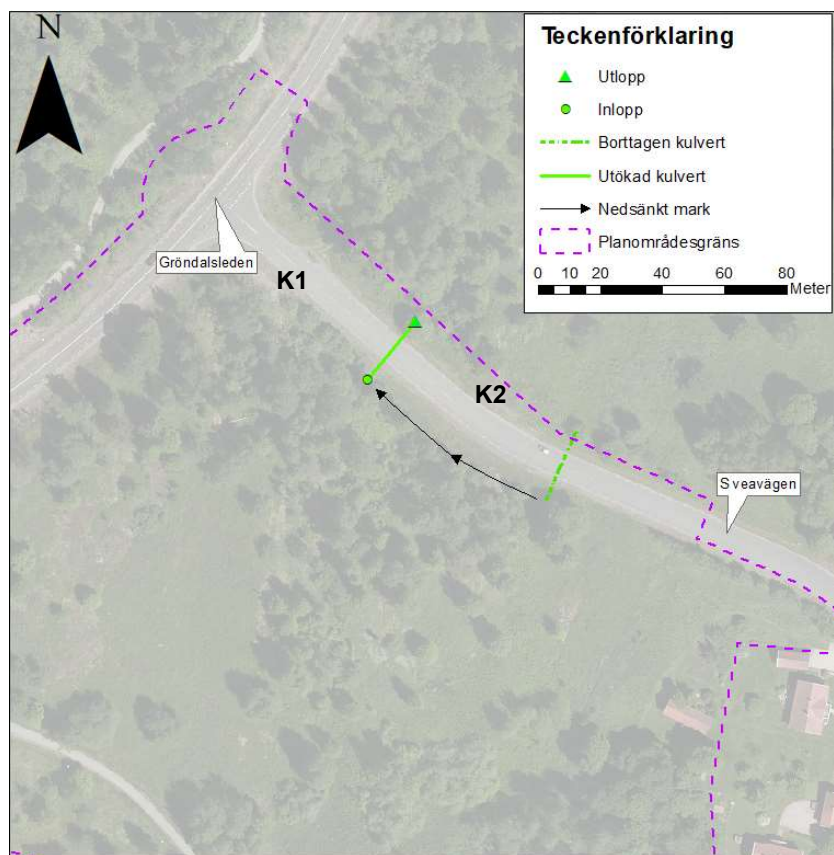 N
Teckenförklaring
Utlopp
Inlopp
Borttagen kulvert
Utökad kulvert
Nedsänkt mark
Planområdesgräns
0 10 20 40 60 80
Meter
Gröndalsleden
K1
K2
Sveavägen